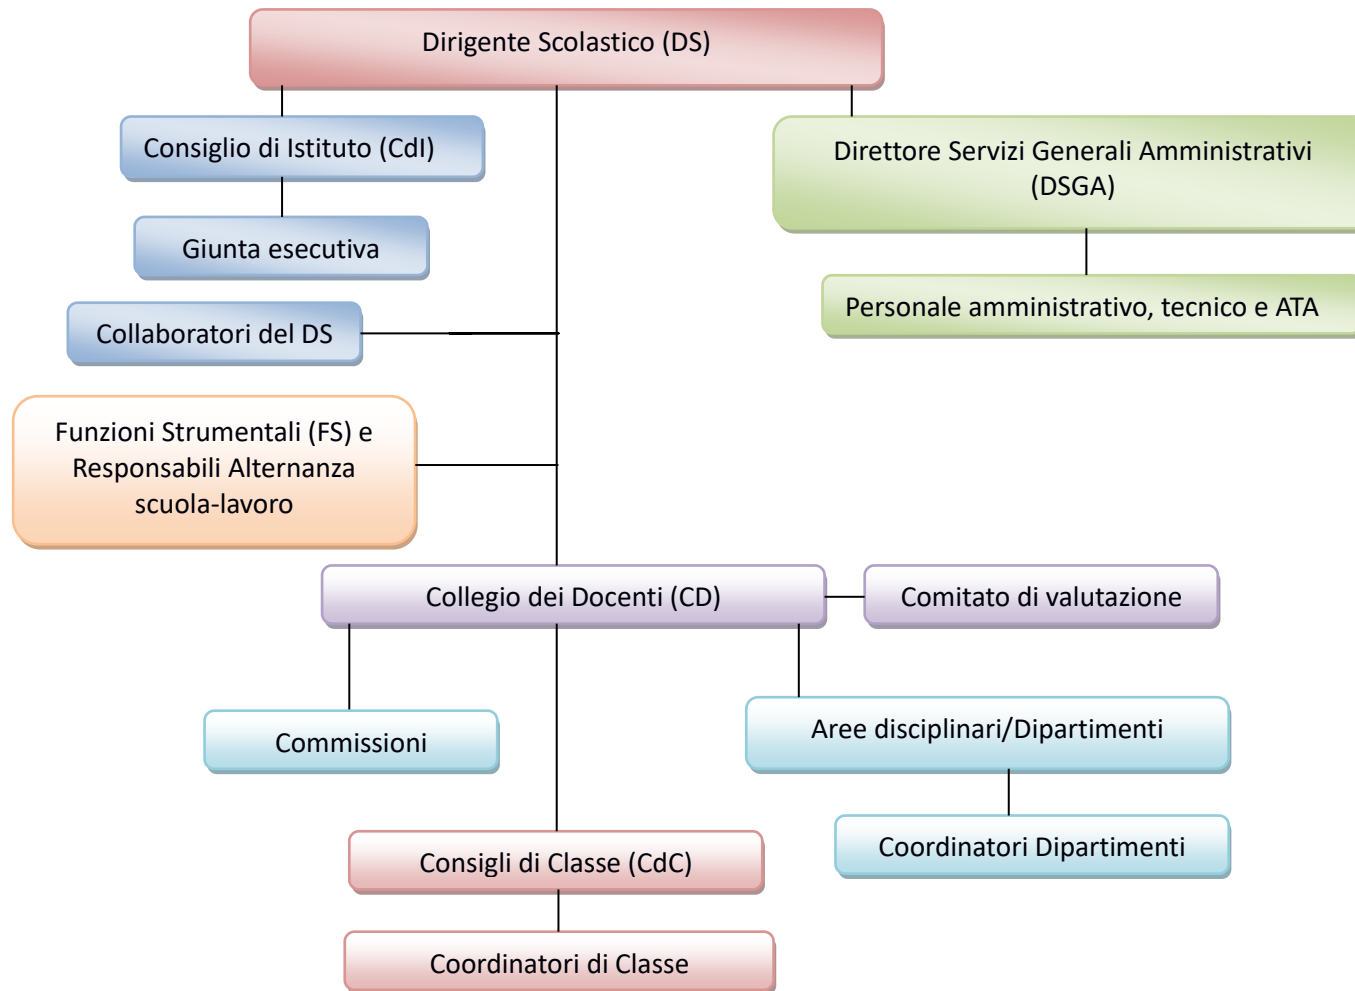 Dirigente Scolastico (DS)
Consiglio di Istituto (CdI)
Direttore Servizi Generali Amministrativi
(DSGA)
Giunta esecutiva
Personale amministrativo, tecnico e ATA
Collaboratori del DS
Funzioni Strumentali (FS) e
Responsabili Alternanza
scuola-lavoro
Collegio dei Docenti (CD)
Comitato di valutazione
Commissioni
Aree disciplinari/Dipartimenti
Coordinatori Dipartimenti
Consigli di Classe (CdC)
Coordinatori di Classe